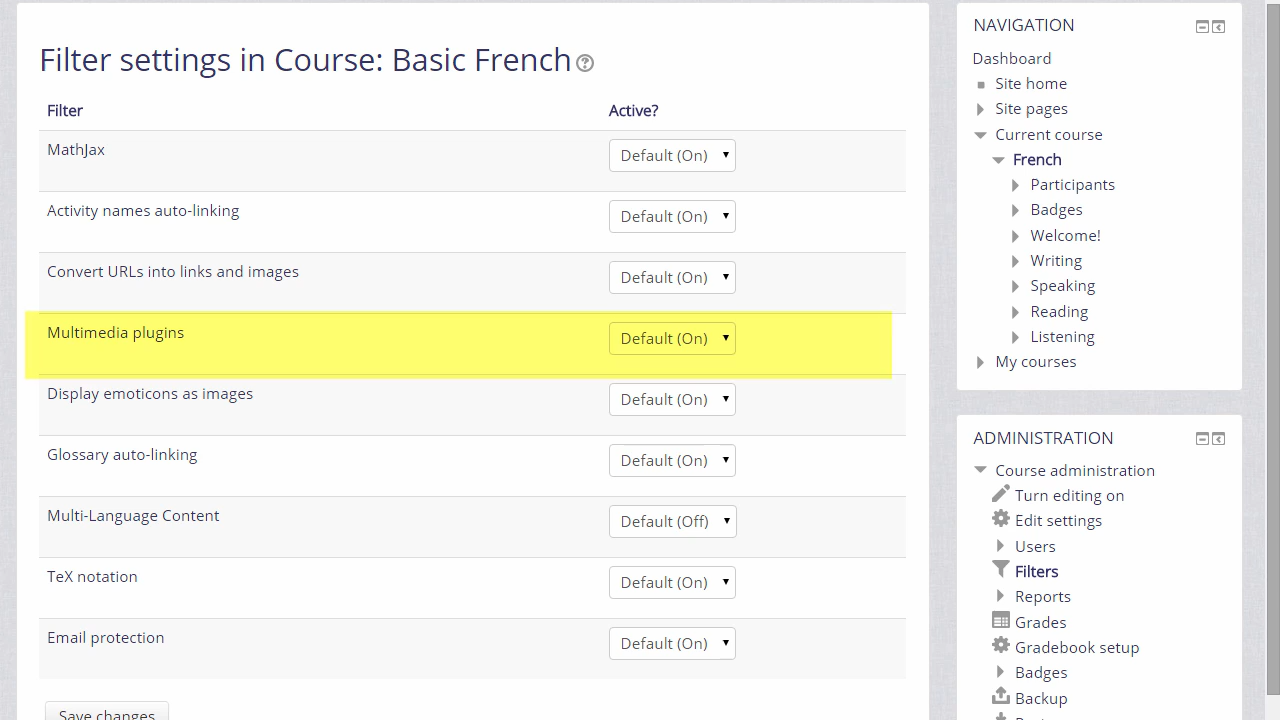 Filter settings in Course: Basic French
Filter Active?
MathJax Default (On)
Activity names auto-linking Default (On)
Convert URLs into links and images Default (On)
Multimedia plugins Default (On)
Display emoticons as images Default (On)
Glossary auto-linking Default (On)
Multi-Language Content Default (Off)
TeX notation Default (On)
Email protection Default (On)
Save changes
NAVIGATION
Dashboard
Site home
Site pages
Current course
French
Participants
Badges
Welcome!
Writing
Speaking
Reading
Listening
My courses
ADMINISTRATION
Course administration
Turn editing on
Edit settings
Users
Filters
Reports
Grades
Gradebook setup
Badges
Backup